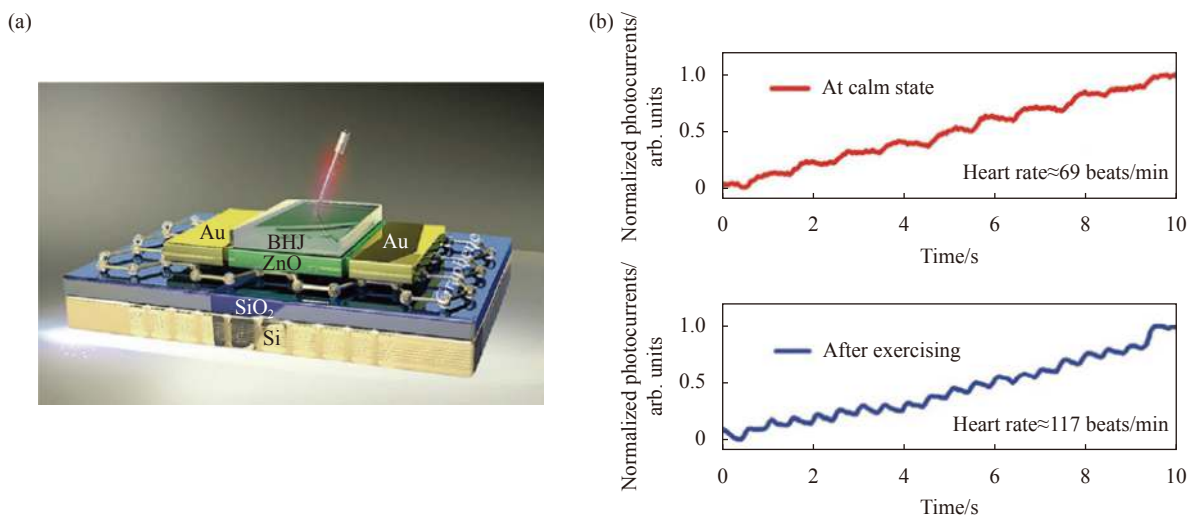 (a)
Au
BHJ
Au
ZnO
Graphene
SiO₂
Si
(b)
Normalized photocurrents/
arb. units
1.0
0.5
0
At calm state
Heart rate≈69 beats/min
0 2 4 6 8 10
Time/s
Normalized photocurrents/
arb. units
1.0
0.5
0
After exercising
Heart rate≈117 beats/min
0 2 4 6 8 10
Time/s